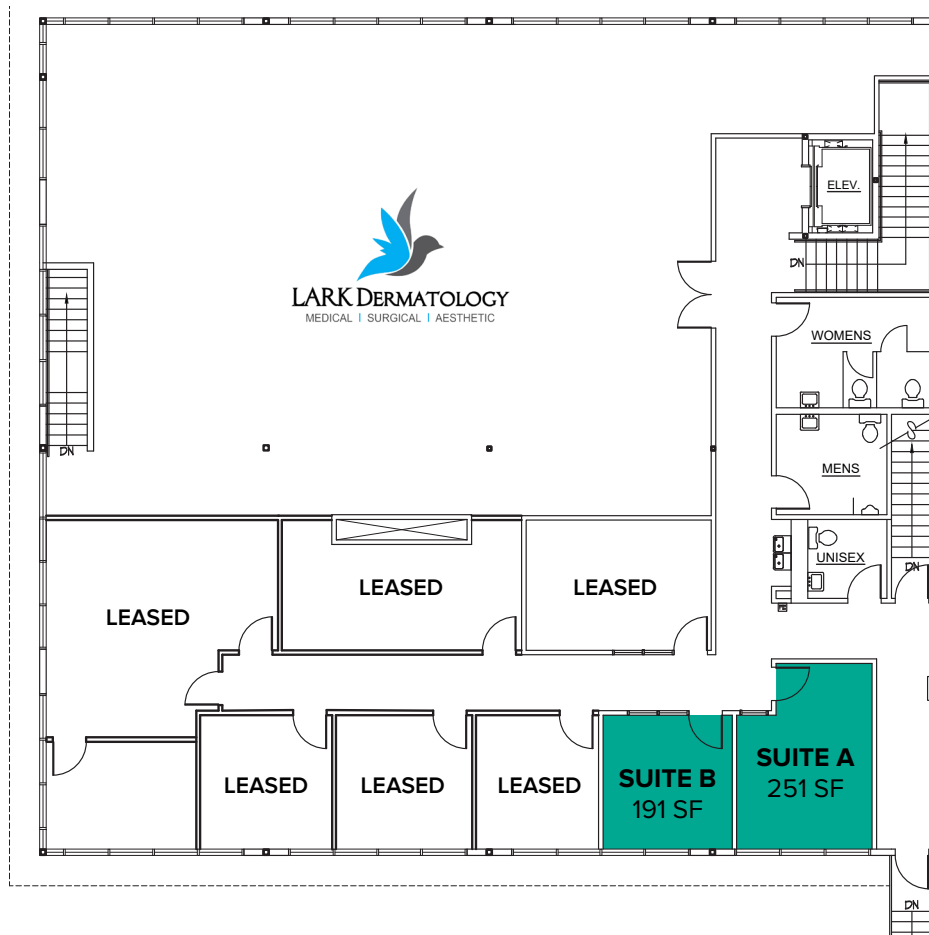 ELEV.
DN
LARK DERMATOLOGY
MEDICAL | SURGICAL | AESTHETIC
WOMENS
DN
MENS
UNISEX
DN
LEASED
LEASED
LEASED
FE
LEASED
LEASED
LEASED
SUITE B
191 SF
SUITE A
251 SF
DN